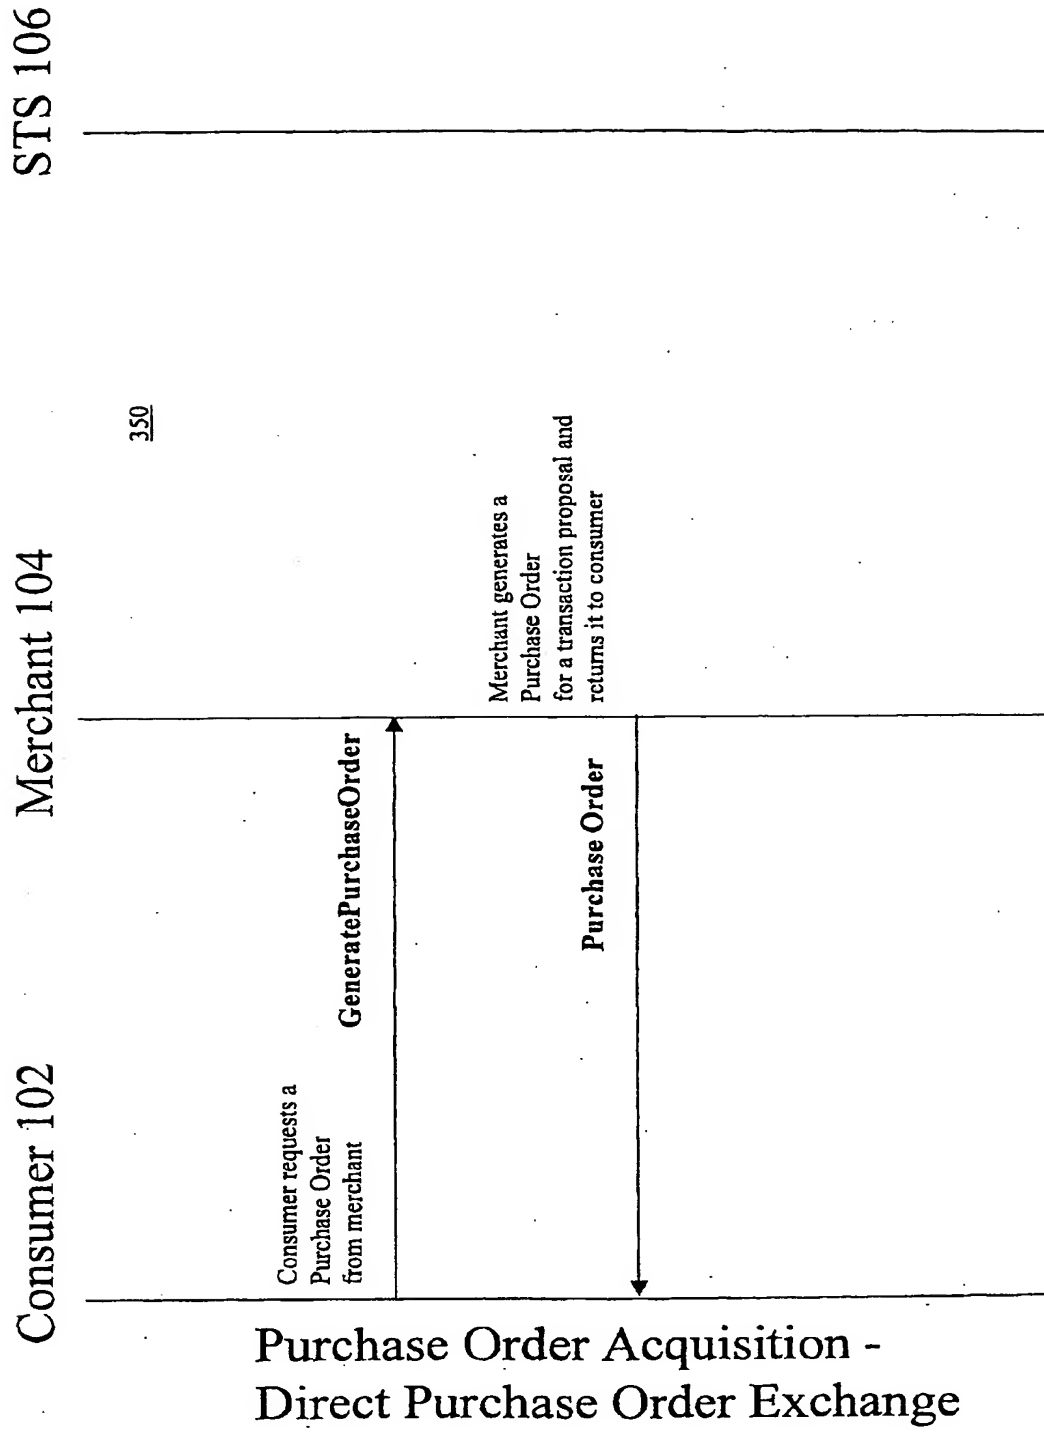 Consumer 102
Merchant 104
STS 106
350
Consumer requests a
Purchase Order
from merchant
GeneratePurchaseOrder
Merchant generates a
Purchase Order
for a transaction proposal and
returns it to consumer
Purchase Order
Purchase Order Acquisition -
Direct Purchase Order Exchange